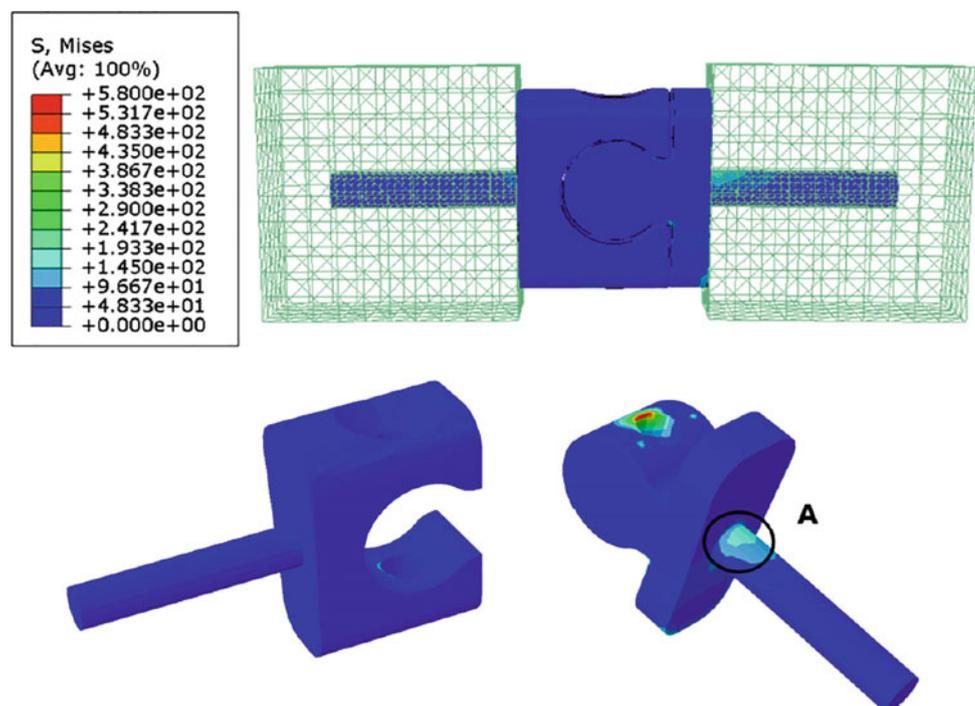 S, Mises
(Avg: 100%)
+5.800e+02
+5.317e+02
+4.833e+02
+4.350e+02
+3.867e+02
+3.383e+02
+2.900e+02
+2.417e+02
+1.933e+02
+1.450e+02
+9.667e+01
+4.833e+01
+0.000e+00
A